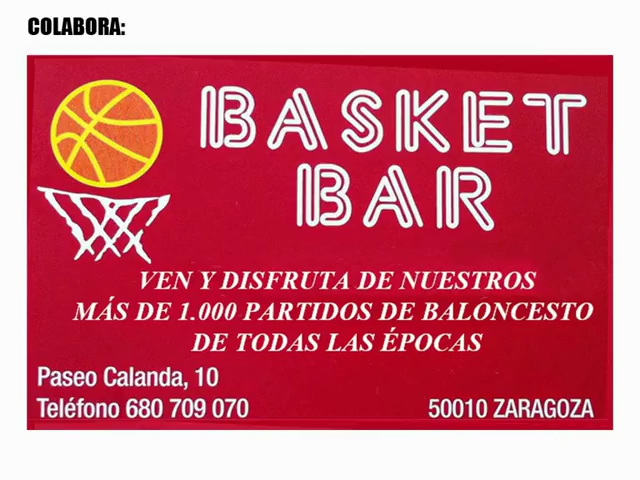 COLABORA:
BASKET
BAR
VEN Y DISFRUTA DE NUESTROS
MÁS DE 1.000 PARTIDOS DE BALONCESTO
DE TODAS LAS ÉPOCAS
Paseo Calanda, 10
Teléfono 680 709 070
50010 ZARAGOZA